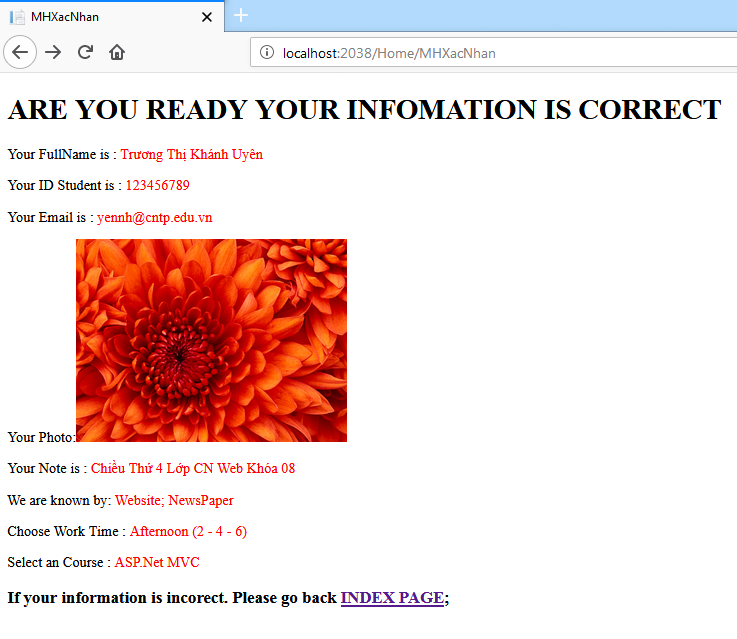 MHXacNhan
localhost:2038/Home/MHXacNhan
ARE YOU READY YOUR INFOMATION IS CORRECT
Your FullName is : Trương Thị Khánh Uyên
Your ID Student is : 123456789
Your Email is : yennh@cntp.edu.vn
Your Photo:
Your Note is : Chiều Thứ 4 Lớp CN Web Khóa 08
We are known by: Website; NewsPaper
Choose Work Time : Afternoon (2 - 4 - 6)
Select an Course : ASP.Net MVC
If your information is incorect. Please go back INDEX PAGE;